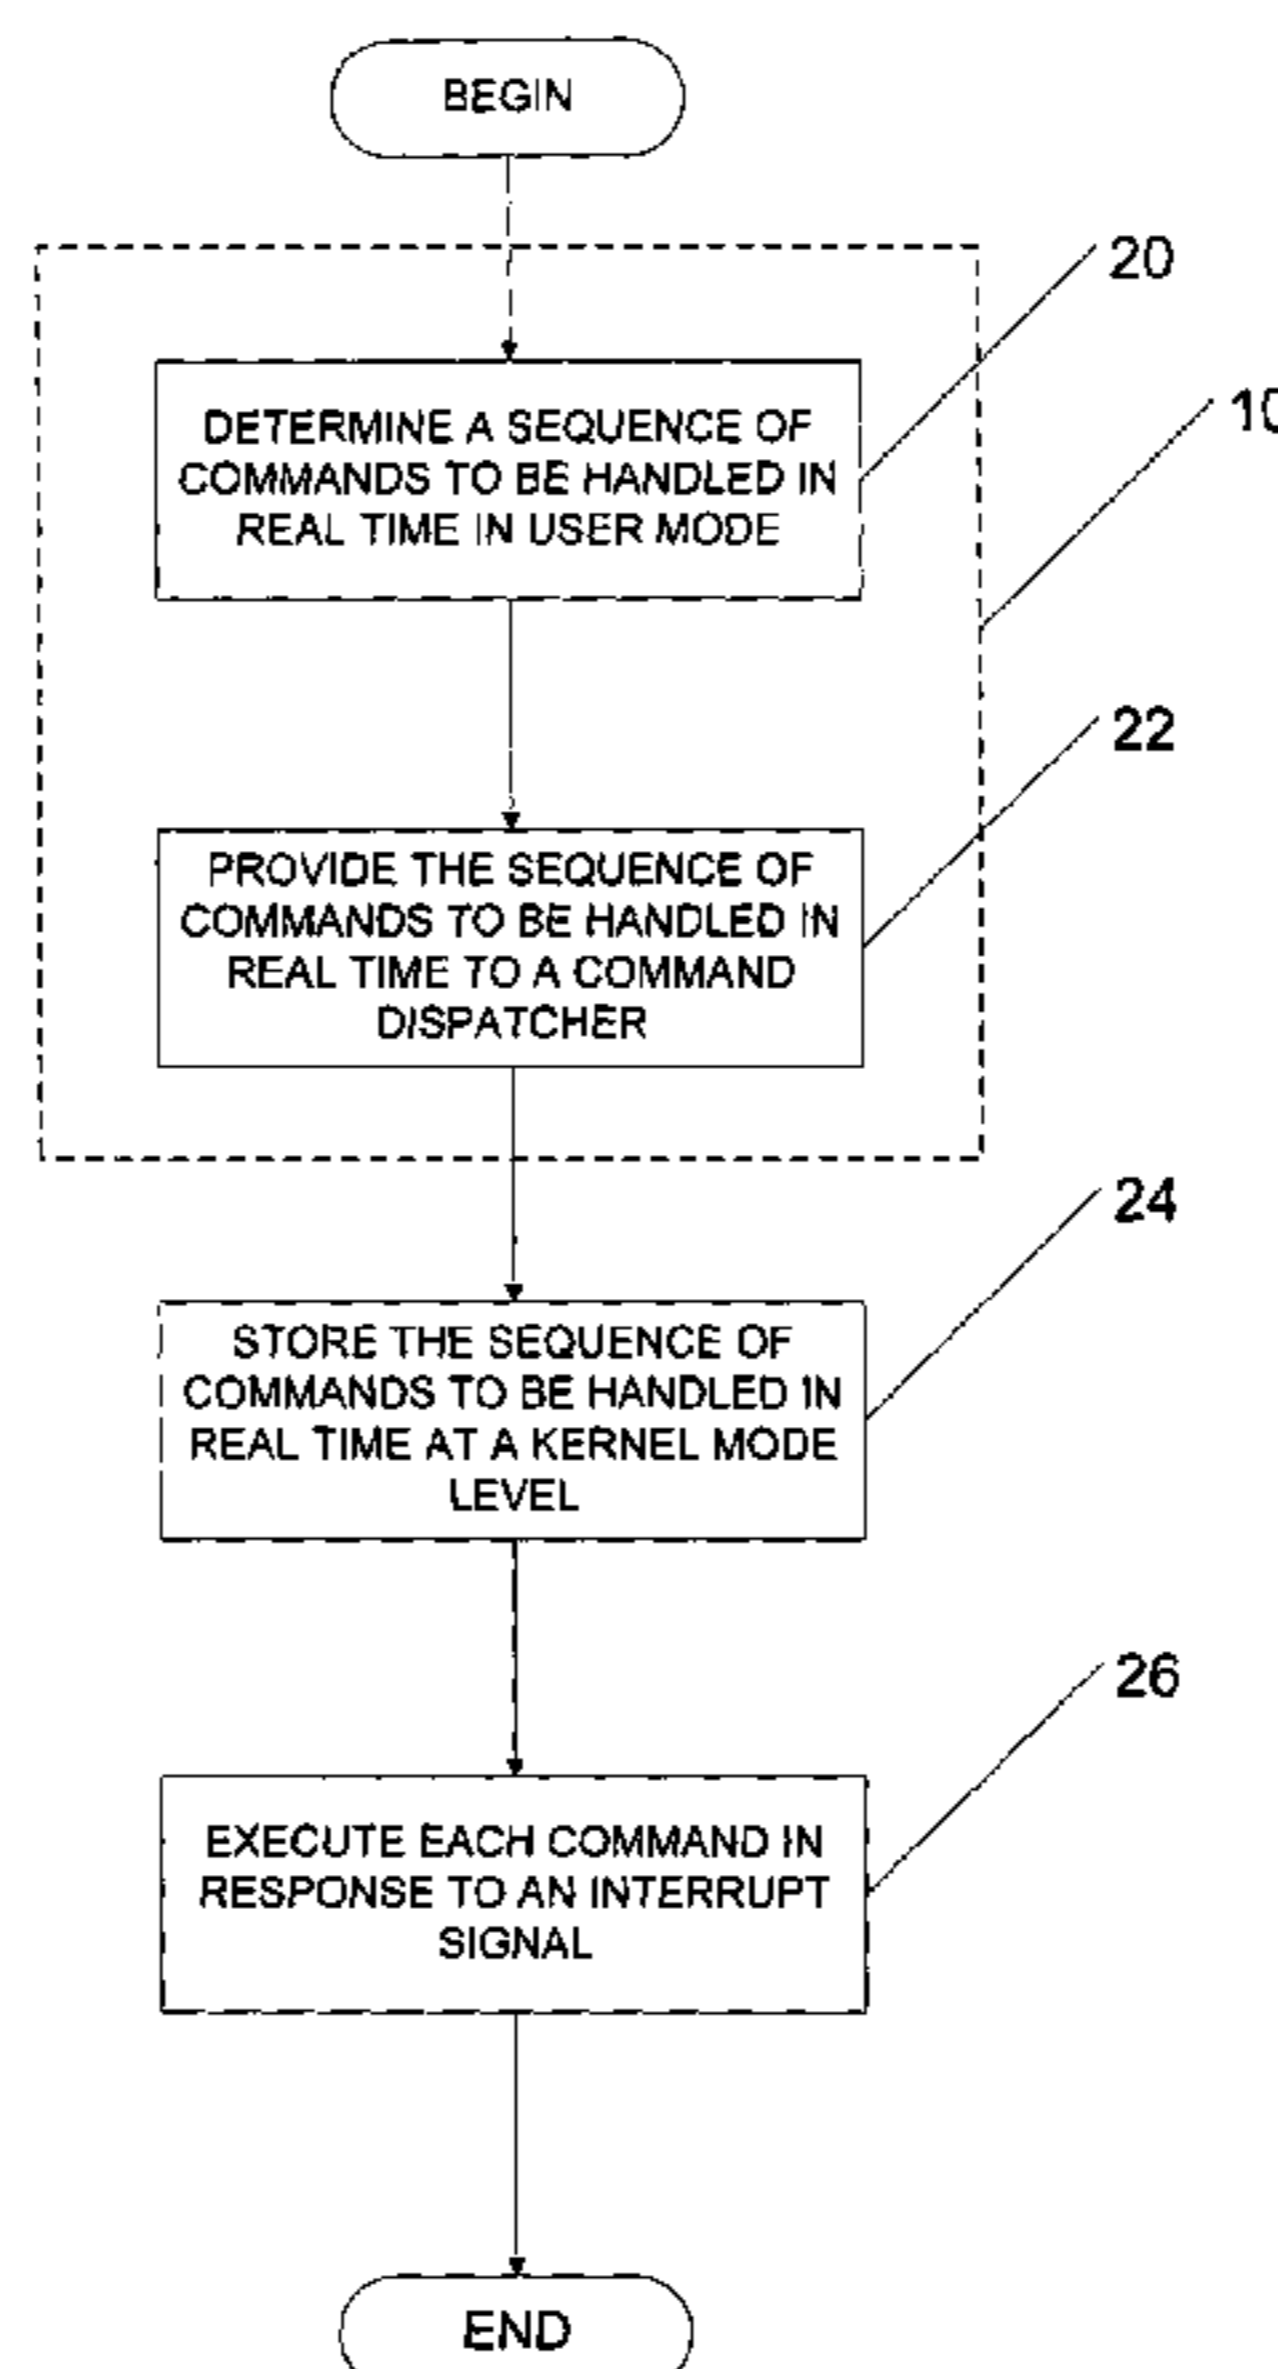 BEGIN
20
10
DETERMINE A SEQUENCE OF
COMMANDS TO BE HANDLED IN
REAL TIME IN USER MODE
22
PROVIDE THE SEQUENCE OF
COMMANDS TO BE HANDLED IN
REAL TIME TO A COMMAND
DISPATCHER
24
STORE THE SEQUENCE OF
COMMANDS TO BE HANDLED IN
REAL TIME AT A KERNEL MODE
LEVEL
26
EXECUTE EACH COMMAND IN
RESPONSE TO AN INTERRUPT
SIGNAL
END